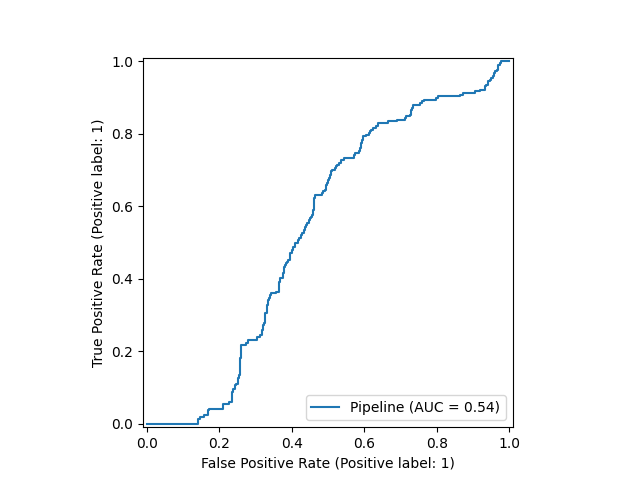 1.0
0.8
0.6
0.4
0.2
0.0
True Positive Rate (Positive label: 1)
Pipeline (AUC = 0.54)
0.0 0.2 0.4 0.6 0.8 1.0
False Positive Rate (Positive label: 1)